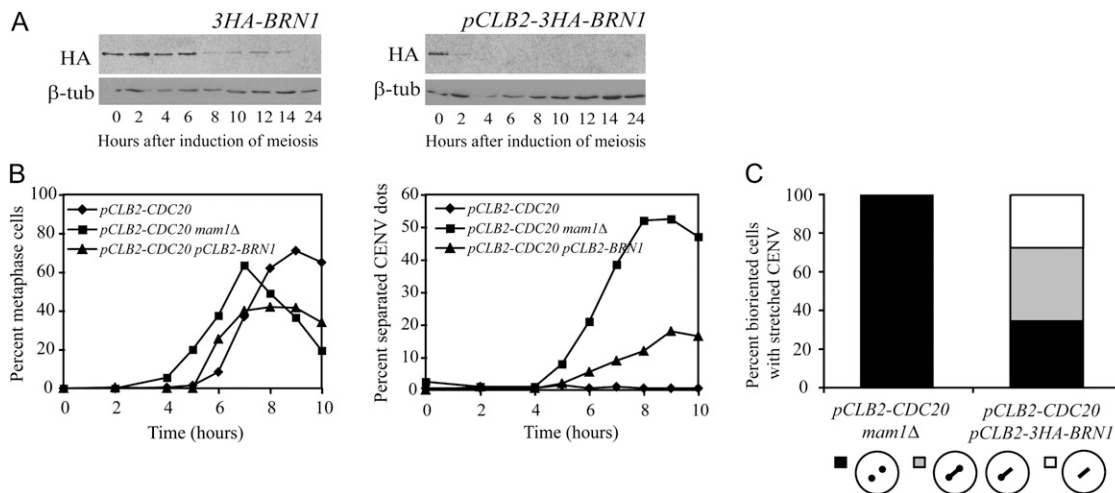 A
3HA-BRN1
pCLB2-3HA-BRN1
HA
HA
β-tub
β-tub
0 2 4 6 8 10 12 14 24
0 2 4 6 8 10 12 14 24
Hours after induction of meiosis
Hours after induction of meiosis
B
Percent metaphase cells
100
80
60
40
20
0
pCLB2-CDC20
pCLB2-CDC20 mam1Δ
pCLB2-CDC20 pCLB2-BRN1
0 2 4 6 8 10
Time (hours)
Percent separated CENV dots
60
50
40
30
20
10
0
pCLB2-CDC20
pCLB2-CDC20 mam1Δ
pCLB2-CDC20 pCLB2-BRN1
0 2 4 6 8 10
Time (hours)
C
Percent bioriented cells
with stretched CENV
100
80
60
40
20
0
pCLB2-CDC20
mam1Δ
pCLB2-CDC20
pCLB2-3HA-BRN1